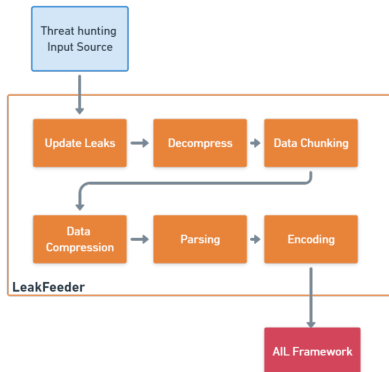 Threat hunting
Input Source
Update Leaks
Decompress
Data Chunking
Data
Compression
Parsing
Encoding
LeakFeeder
AIL Framework